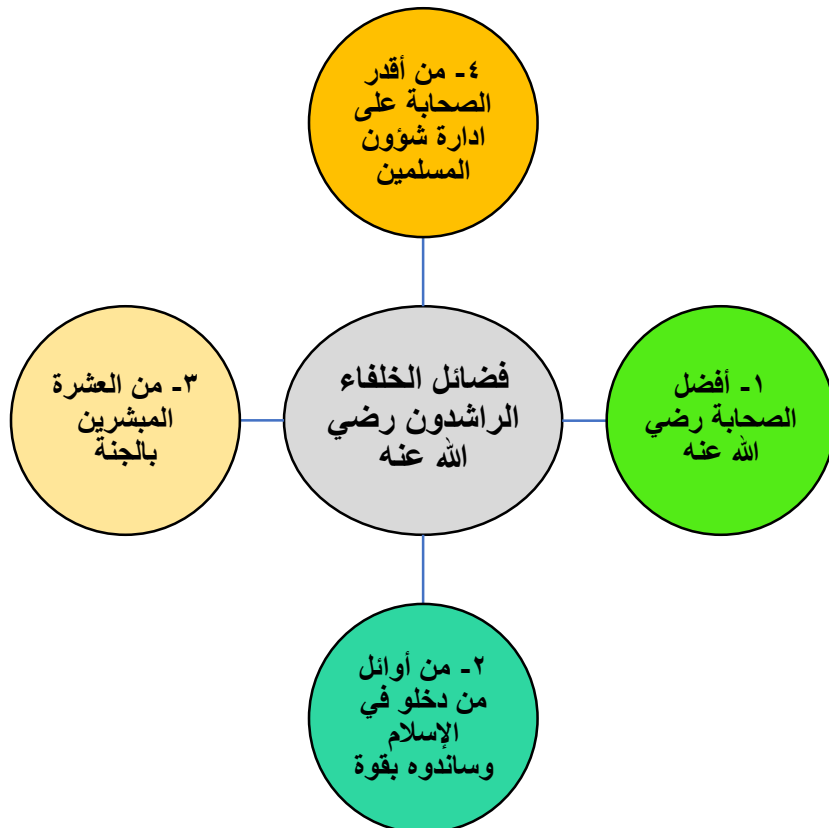 ٤- من أقدر
الصحابة على
ادارة شؤون
المسلمين
فضائل الخلفاء
الراشدون رضي
الله عنه
١- أفضل
الصحابة رضي
الله عنه
٢- من أوائل
من دخلو في
الإسلام
وساندوه بقوة
٣- من العشرة
المبشرين
بالجنة